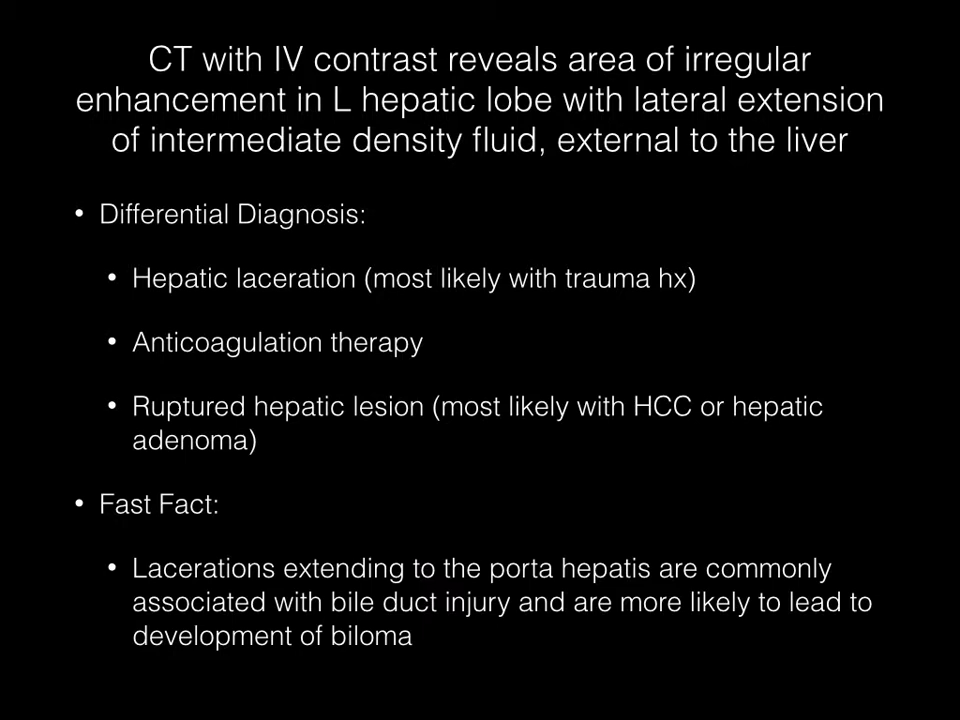 CT with IV contrast reveals area of irregular
enhancement in L hepatic lobe with lateral extension
of intermediate density fluid, external to the liver
• Differential Diagnosis:
• Hepatic laceration (most likely with trauma hx)
• Anticoagulation therapy
• Ruptured hepatic lesion (most likely with HCC or hepatic
adenoma)
• Fast Fact:
• Lacerations extending to the porta hepatis are commonly
associated with bile duct injury and are more likely to lead to
development of biloma